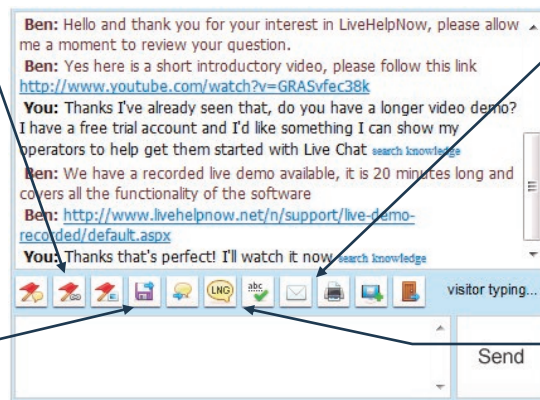 Ben: Hello and thank you for your interest in LiveHelpNow, please allow
me a moment to review your question.
Ben: Yes here is a short introductory video, please follow this link
http://www.youtube.com/watch?v=GRASvfec38k
You: Thanks I've already seen that, do you have a longer video demo?
I have a free trial account and I'd like something I can show my
operators to help get them started with Live Chat search knowledge
Ben: We have a recorded live demo available, it is 20 minutes long and
covers all the functionality of the software
Ben: http://www.livehelpnow.net/n/support/live-demo-
recorded/default.aspx
You: Thanks that's perfect! I'll watch it now search knowledge
LNG abc visitor typing...
Send